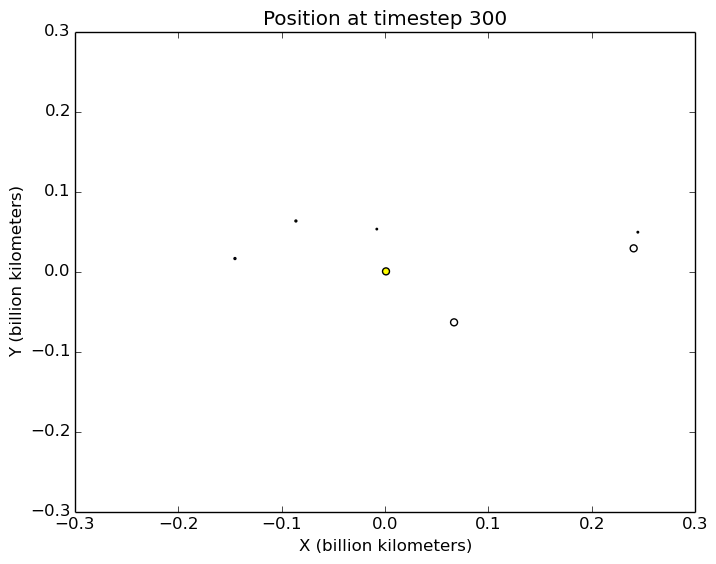 Position at timestep 300
0.3
0.2
0.1
0.0
−0.1
−0.2
−0.3
Y (billion kilometers)
−0.3 −0.2 −0.1 0.0 0.1 0.2 0.3
X (billion kilometers)